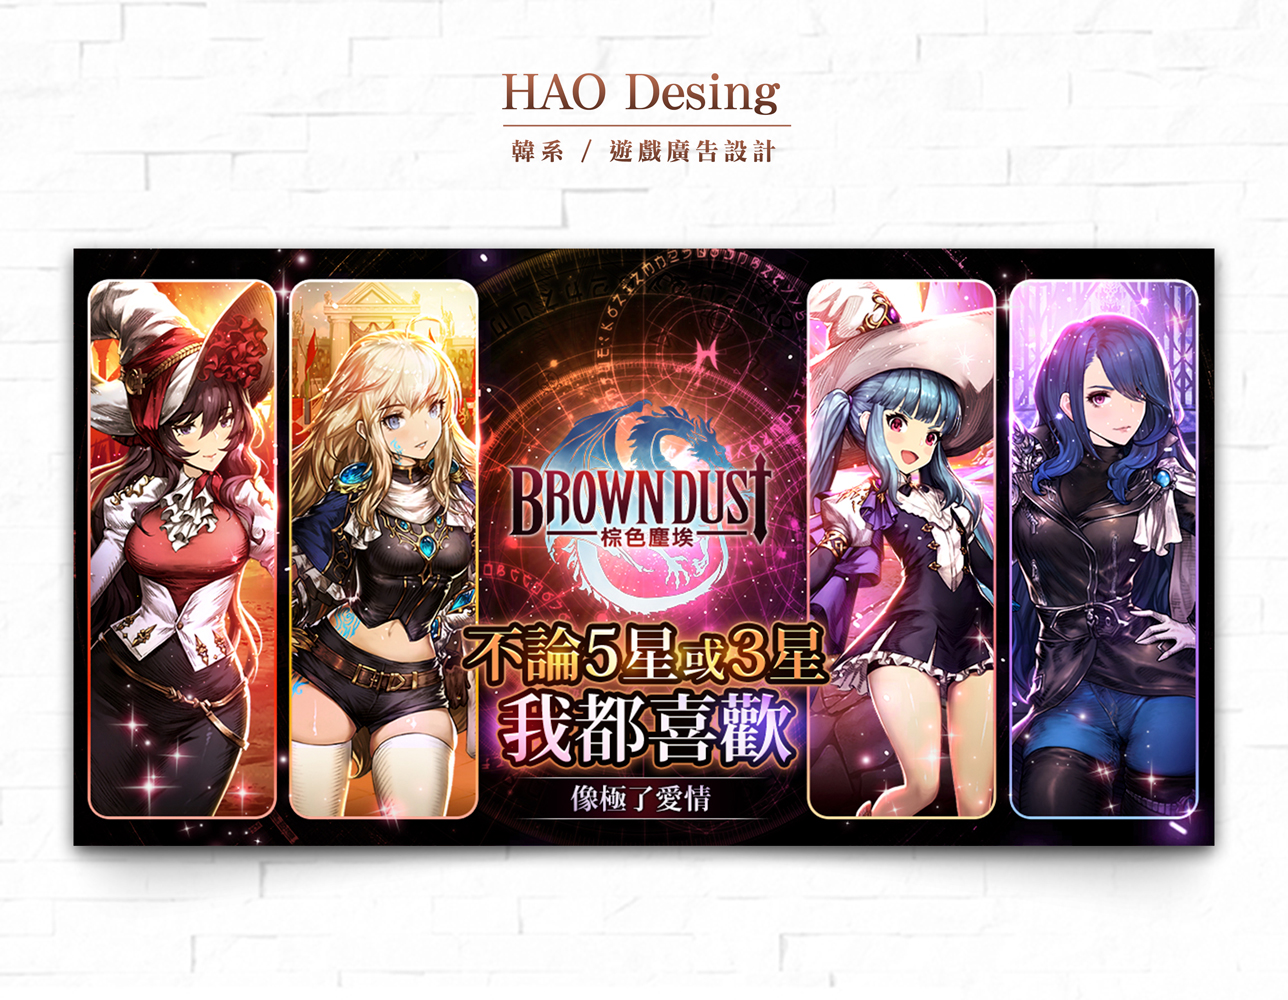 HAO Desing
韓系 / 遊戲廣告設計
BROWN DUST
棕色塵埃
不論5星或3星
我都喜歡
像極了愛情